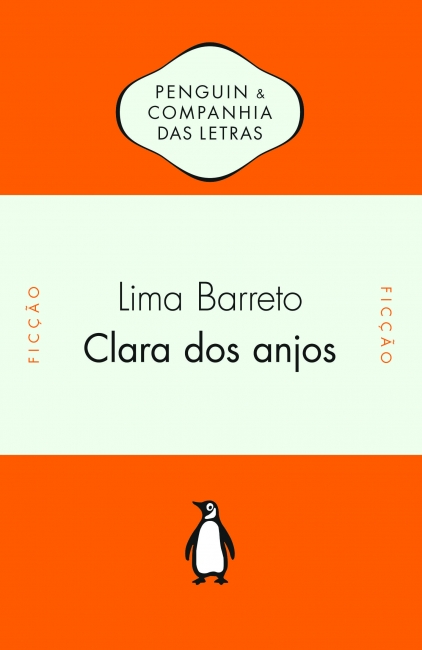 PENGUIN &
COMPANHIA
DAS LETRAS
Lima Barreto
Clara dos anjos
FICÇÃO
FICÇÃO